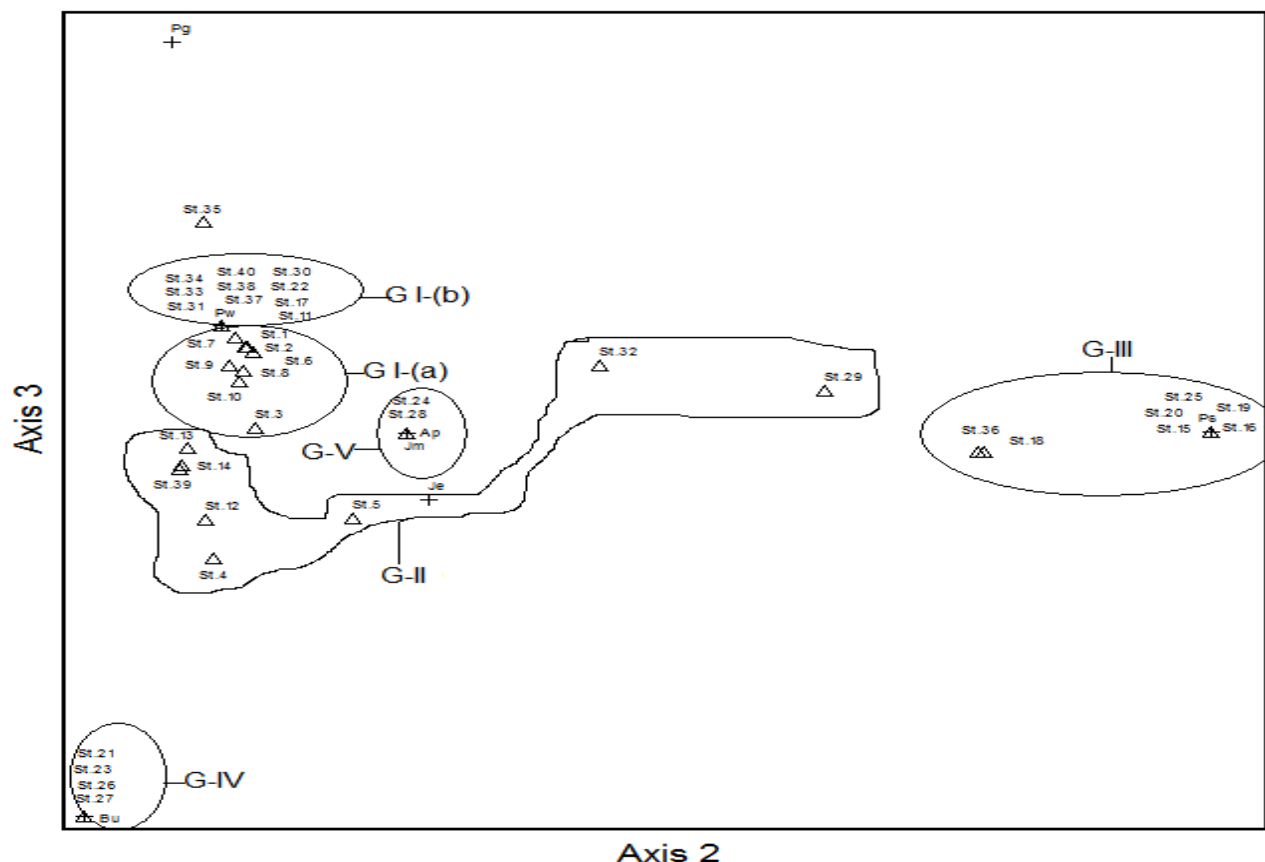 Pg
St.35
St.40 St.30
St.34
St.38 St.22
St.33
St.37 St.17
St.31
Pw St.11
G I-(b)
St.1
St.7
St.2
St.6
St.9
St.8
St.10
St.3
G I-(a)
St.24
St.28
Ap
Jm
G-V
St.32
St.29
G-III
St.25
St.20 St.19
Ps
St.15 St.16
St.36 St.18
St.13
St.14
St.39
St.12
St.4
St.5
Je
G-II
St.21
St.23
St.26
St.27
Bu
G-IV
Axis 3
Axis 2